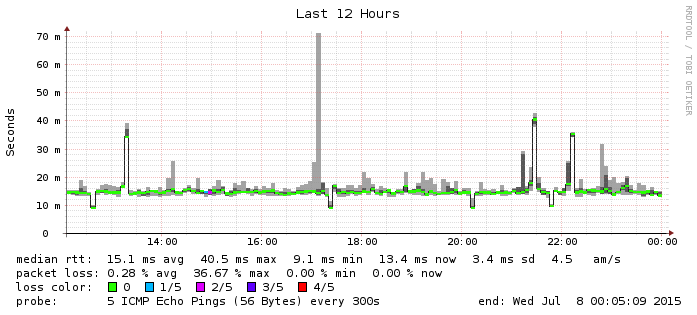 Last 12 Hours
RRDTOOL / TOBI OETIKER
Seconds
70 m
60 m
50 m
40 m
30 m
20 m
10 m
0
14:00 16:00 18:00 20:00 22:00 00:00
median rtt: 15.1 ms avg 40.5 ms max 9.1 ms min 13.4 ms now 3.4 ms sd 4.5 am/s
packet loss: 0.28 % avg 36.67 % max 0.00 % min 0.00 % now
loss color: 0 1/5 2/5 3/5 4/5
probe: 5 ICMP Echo Pings (56 Bytes) every 300s end: Wed Jul 8 00:05:09 2015